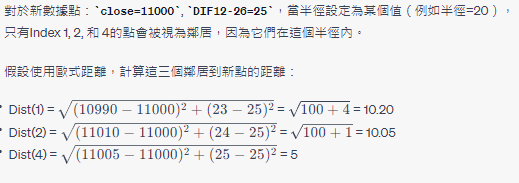 對於新數據點：`close=11000`, `DIF12-26=25`，當半徑設定為某個值（例如半徑=20），
只有Index 1, 2, 和 4的點會被視為鄰居，因為它們在這個半徑內。
假設使用歐式距離，計算這三個鄰居到新點的距離：
Dist(1) = √(10990 − 11000)² + (23 − 25)² = √100 + 4 = 10.20
Dist(2) = √(11010 − 11000)² + (24 − 25)² = √100 + 1 = 10.05
Dist(4) = √(11005 − 11000)² + (25 − 25)² = 5